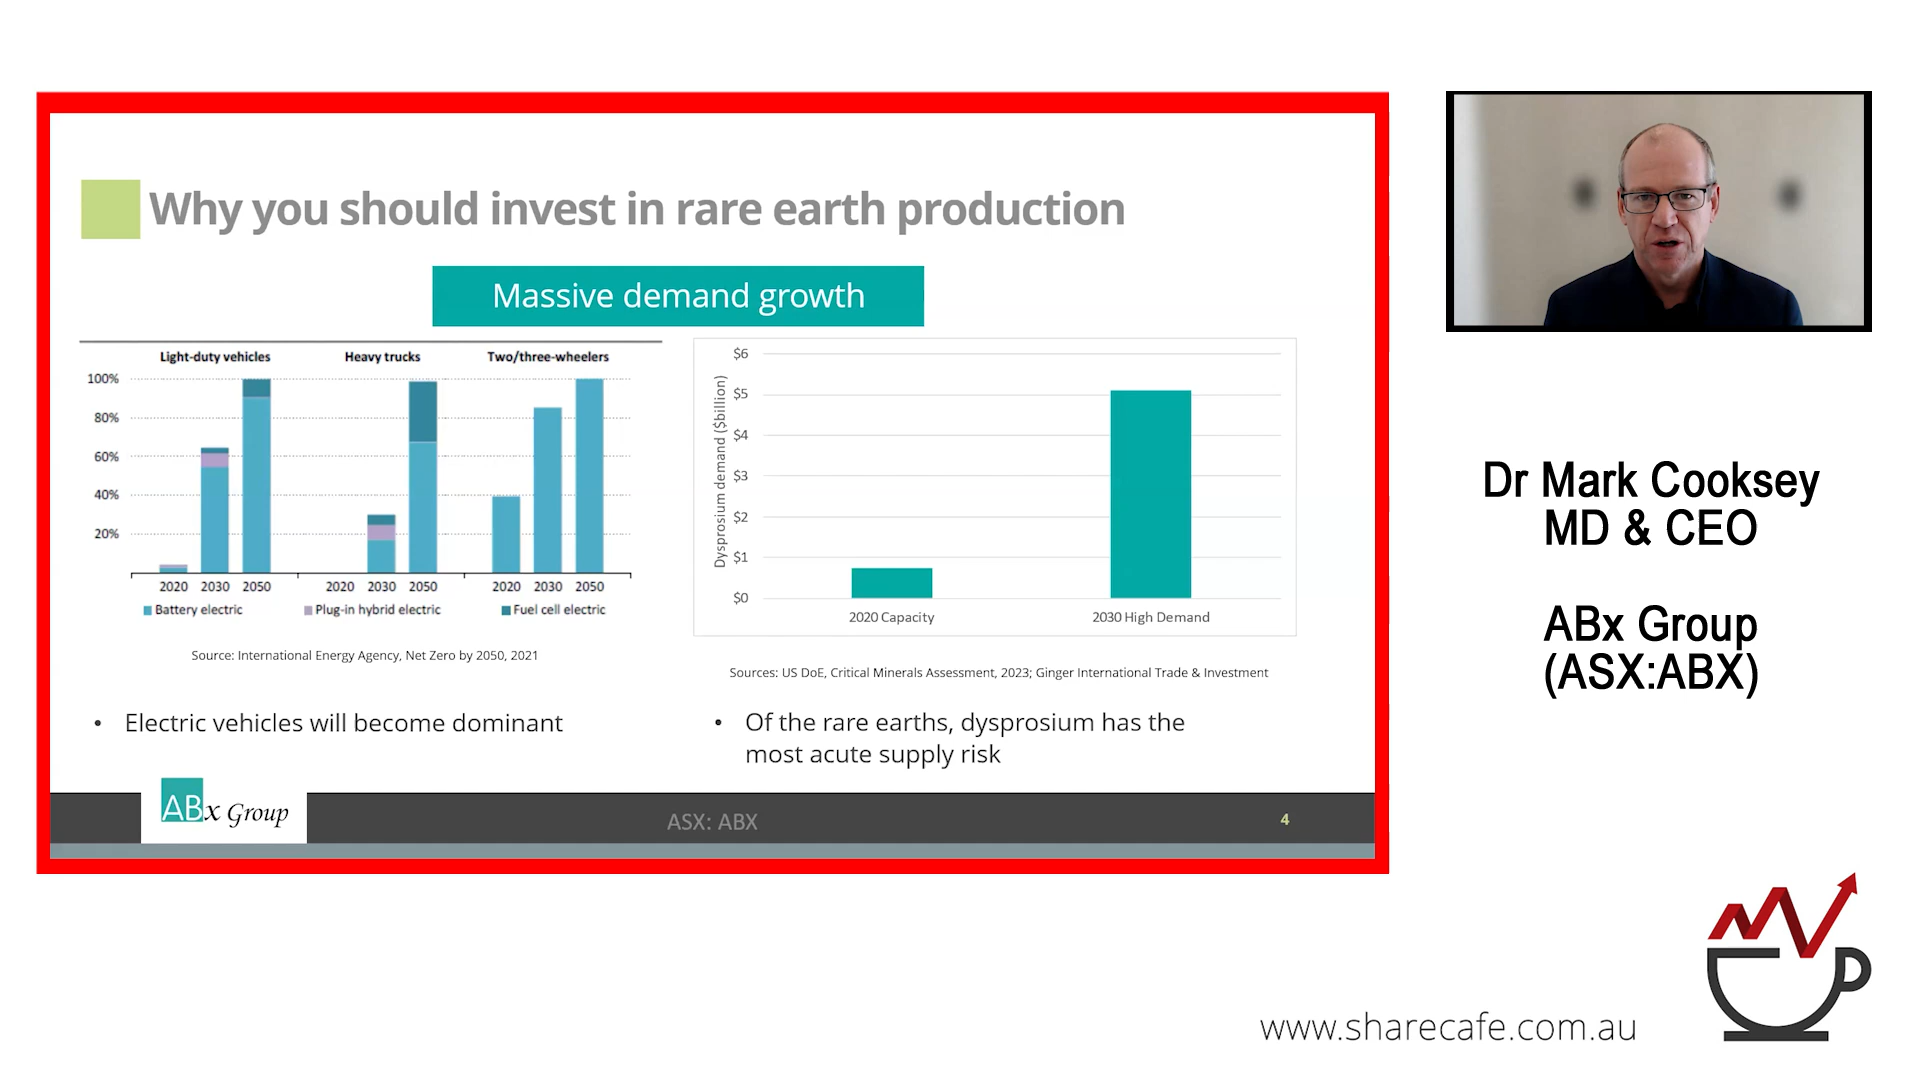 Why you should invest in rare earth production
Massive demand growth
Light-duty vehicles Heavy trucks Two/three-wheelers
100%
80%
60%
40%
20%
2020 2030 2050 2020 2030 2050 2020 2030 2050
Battery electric Plug-in hybrid electric Fuel cell electric
Source: International Energy Agency, Net Zero by 2050, 2021
• Electric vehicles will become dominant
Dysprosium demand ($billion)
$6
$5
$4
$3
$2
$1
$0
2020 Capacity 2030 High Demand
Sources: US DoE, Critical Minerals Assessment, 2023; Ginger International Trade & Investment
• Of the rare earths, dysprosium has the
most acute supply risk
ABx Group
ASX: ABX
4
Dr Mark Cooksey
MD & CEO
ABx Group
(ASX:ABX)
www.sharecafe.com.au